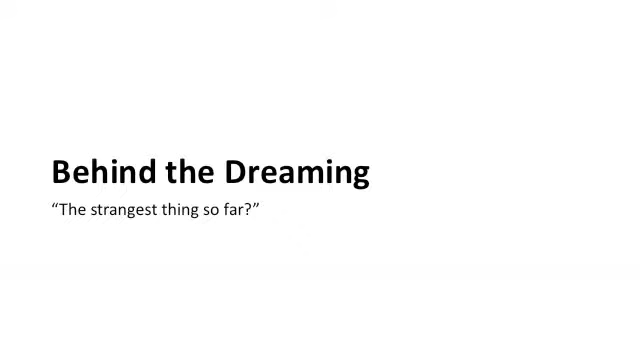 Behind the Dreaming
“The strangest thing so far?”